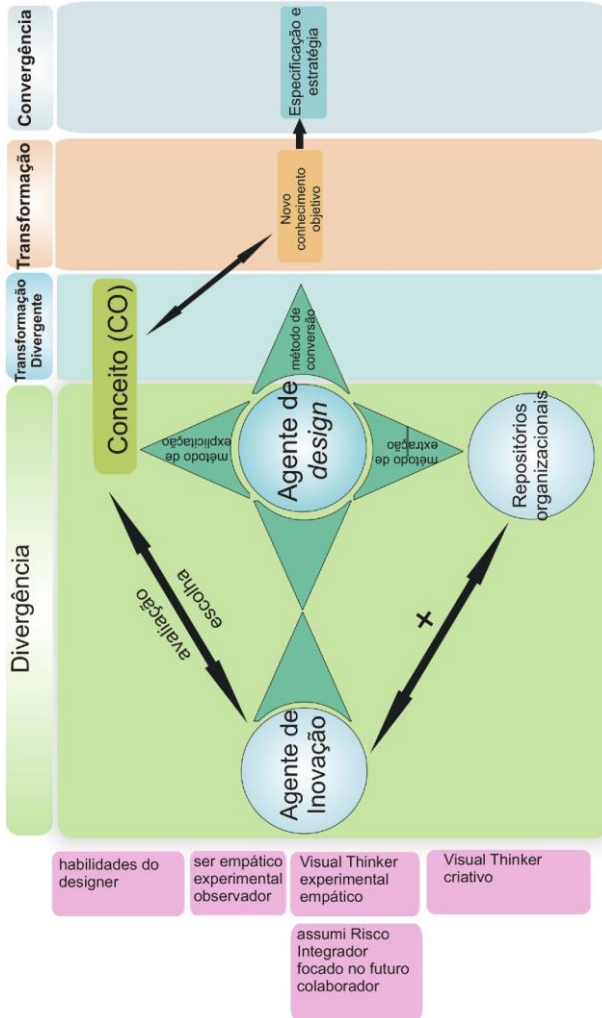 Divergência
Transformação
Divergente
Transformação
Convergência
Conceito (CO)
avaliação
escolha
Agente de
Inovação
método de
explicitação
Agente de
design
método de
conversão
método de
extração
Repositórios
organizacionais
+
Novo
conhecimento
objetivo
Especificação e
estratégia
habilidades do
designer
ser empático
experimental
observador
Visual Thinker
experimental
empático
Visual Thinker
criativo
assumi Risco
Integrador
focado no futuro
colaborador